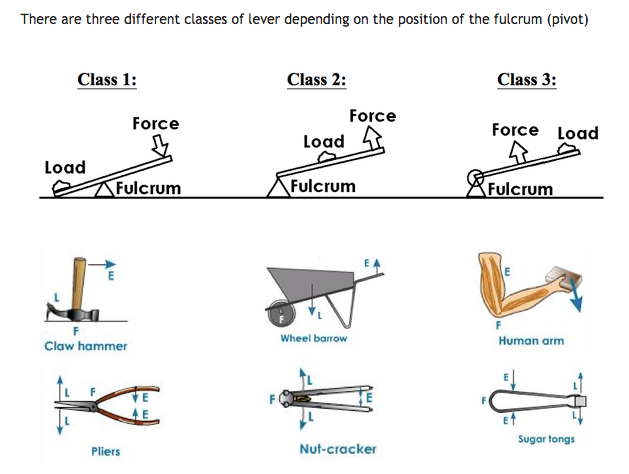 There are three different classes of lever depending on the position of the fulcrum (pivot)
Class 1:
Class 2:
Class 3:
Force
Load
Fulcrum
Force
Load
Fulcrum
Force Load
Fulcrum
E
L
F
Claw hammer
E
L
F
Wheel barrow
E
F
Human arm
L
F
E
E
L
Pliers
L
F
E
L
Nut-cracker
E
L
F
E
L
Sugar tongs